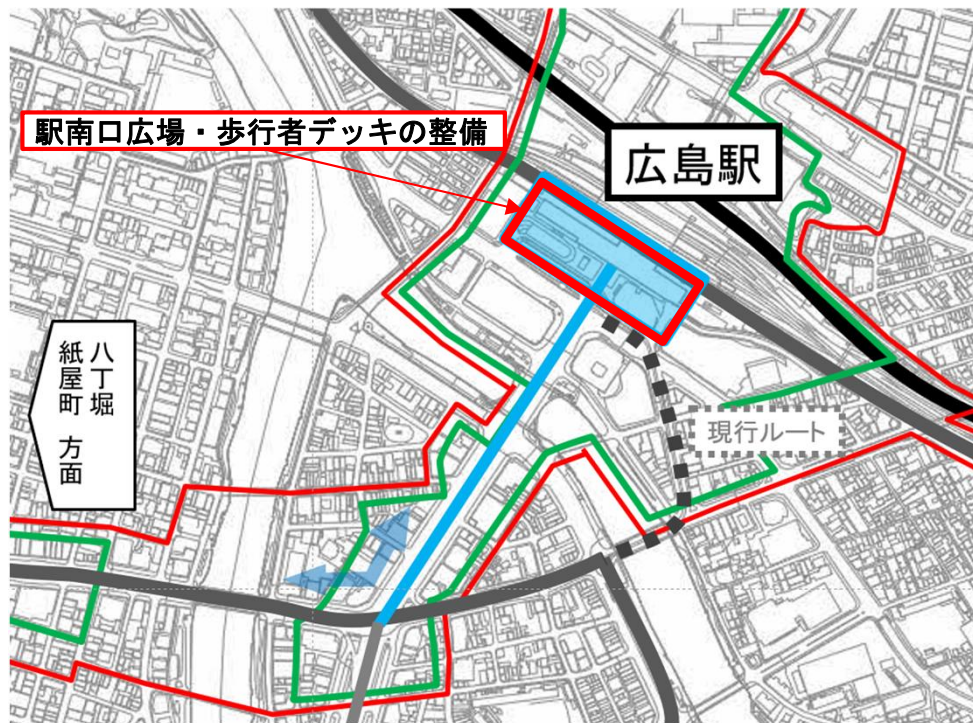 駅南口広場・歩行者デッキの整備
広島駅
八丁堀
紙屋町 方面
現行ルート